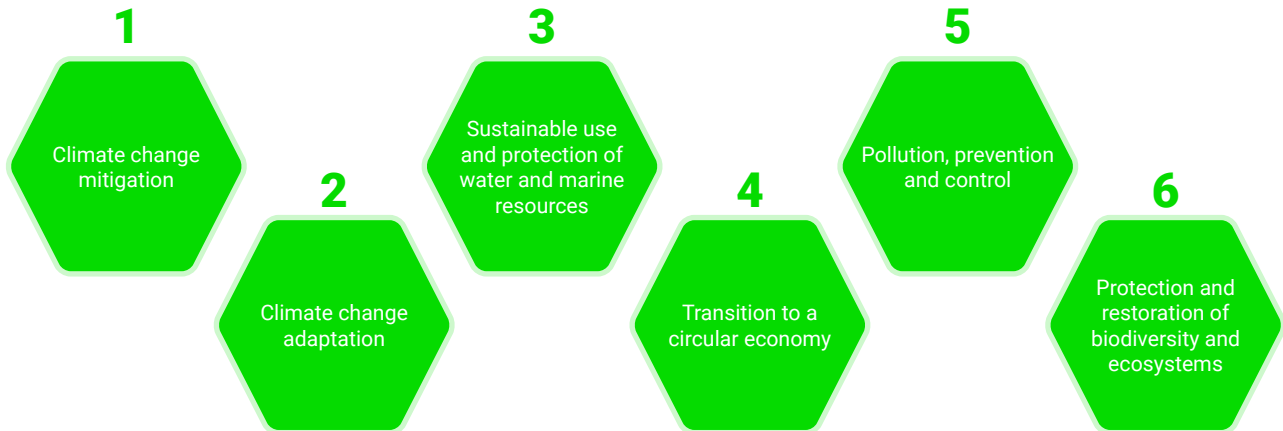 1
Climate change
mitigation
2
Climate change
adaptation
3
Sustainable use
and protection of
water and marine
resources
4
Transition to a
circular economy
5
Pollution, prevention
and control
6
Protection and
restoration of
biodiversity and
ecosystems